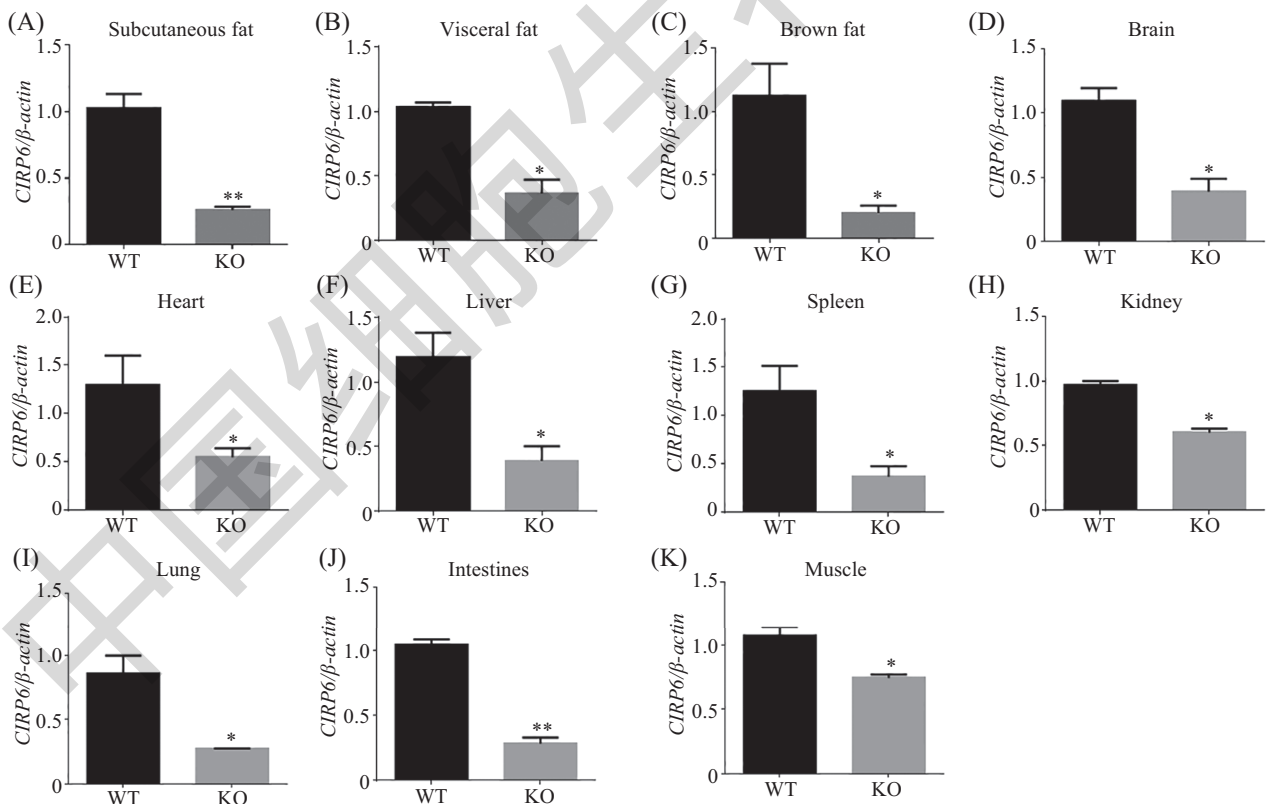 (A)
Subcutaneous fat
1.5
1.0
0.5
0
CIRP6/β-actin
**
WT KO
(B)
Visceral fat
1.5
1.0
0.5
0
CIRP6/β-actin
*
WT KO
(C)
Brown fat
1.5
1.0
0.5
0
CIRP6/β-actin
*
WT KO
(D)
Brain
1.5
1.0
0.5
0
CIRP6/β-actin
*
WT KO
(E)
Heart
2.0
1.5
1.0
0.5
0
CIRP6/β-actin
*
WT KO
(F)
Liver
1.5
1.0
0.5
0
CIRP6/β-actin
*
WT KO
(G)
Spleen
2.0
1.5
1.0
0.5
0
CIRP6/β-actin
*
WT KO
(H)
Kidney
1.5
1.0
0.5
0
CIRP6/β-actin
*
WT KO
(I)
Lung
1.5
1.0
0.5
0
CIRP6/β-actin
*
WT KO
(J)
Intestines
1.5
1.0
0.5
0
CIRP6/β-actin
**
WT KO
(K)
Muscle
1.5
1.0
0.5
0
CIRP6/β-actin
*
WT KO
中国细胞生